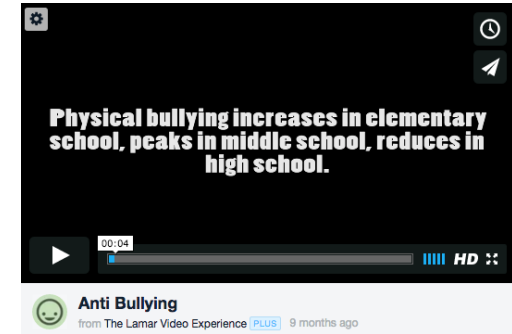 Physical bullying increases in elementary
school, peaks in middle school, reduces in
high school.
00:04
HD
Anti Bullying
from The Lamar Video Experience PLUS 9 months ago